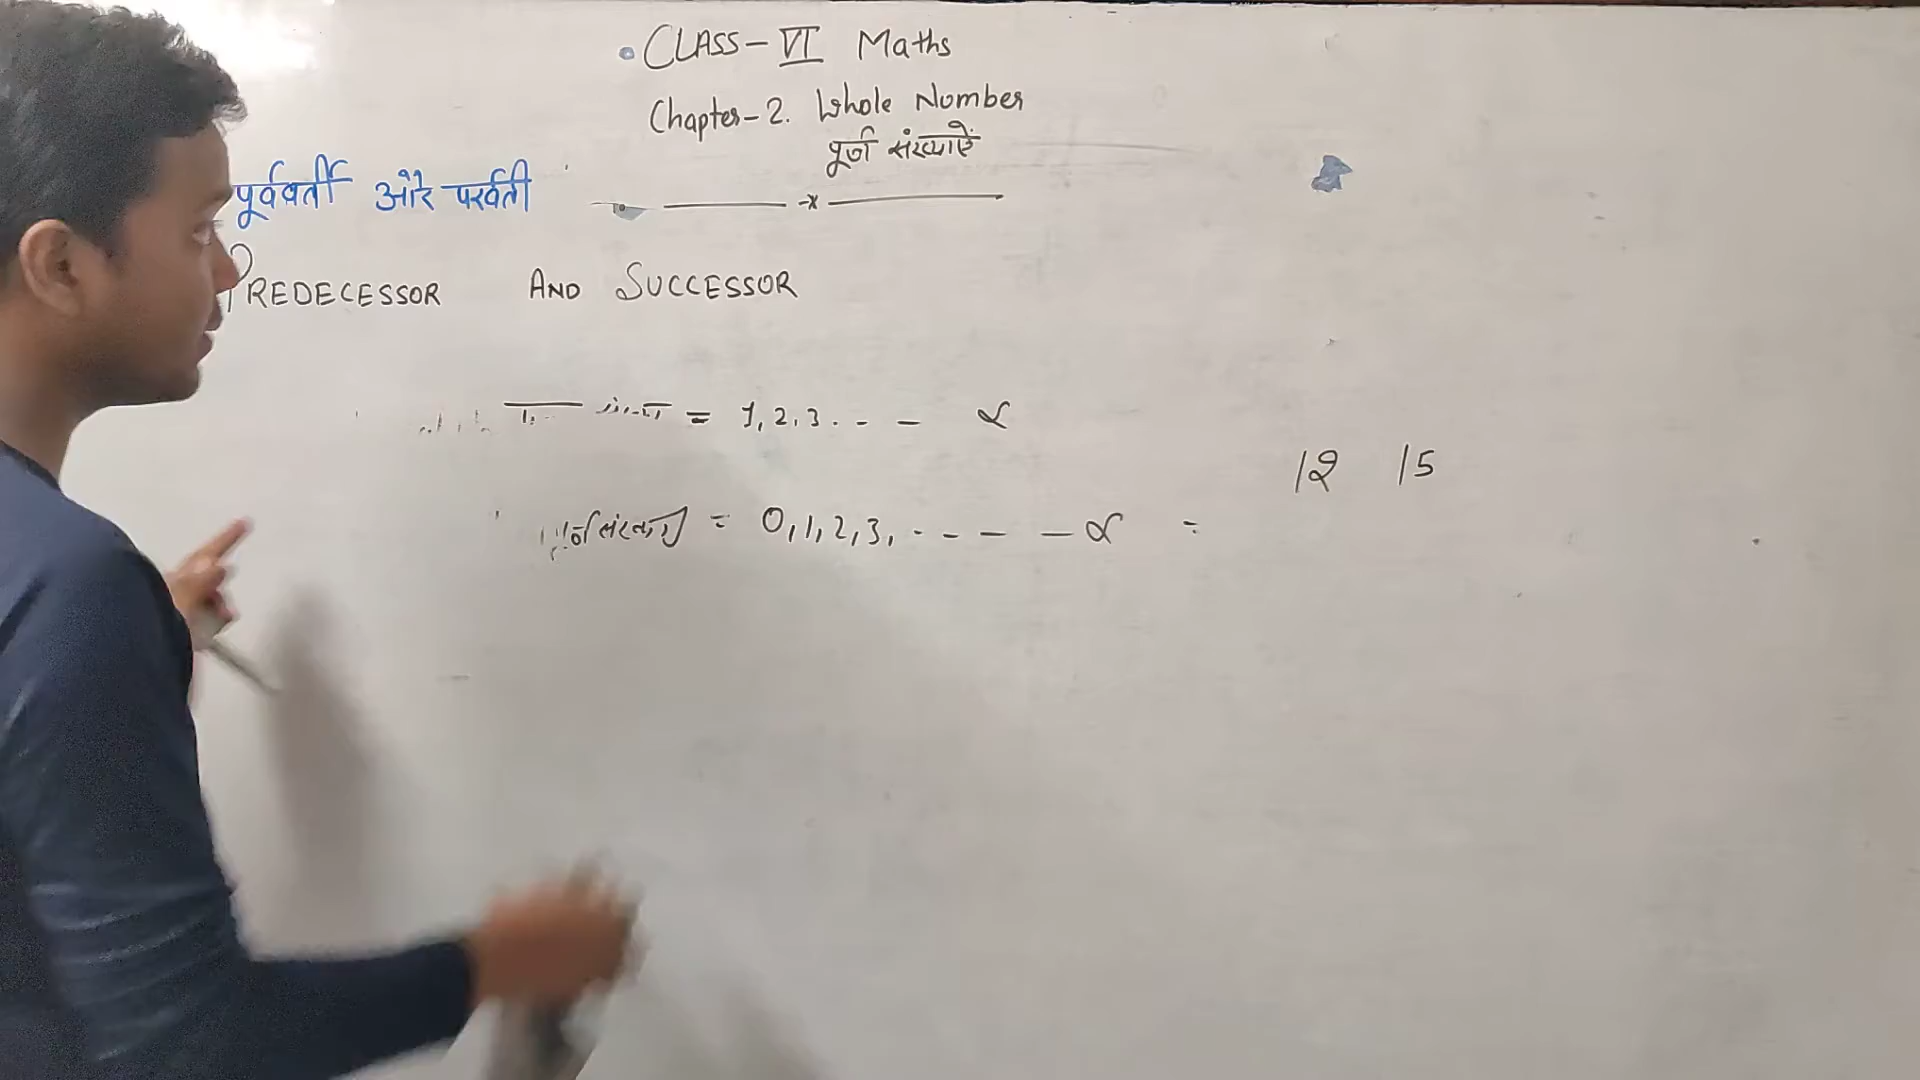 CLASS-VI Maths
Chapter-2. Whole Number
पूर्ण संख्याएँ
पूर्ववर्ती और परवर्ती
PREDECESSOR AND SUCCESSOR
= 1, 2, 3 . - - ∝
12 15
= 0, 1, 2, 3, - - - - ∝ =